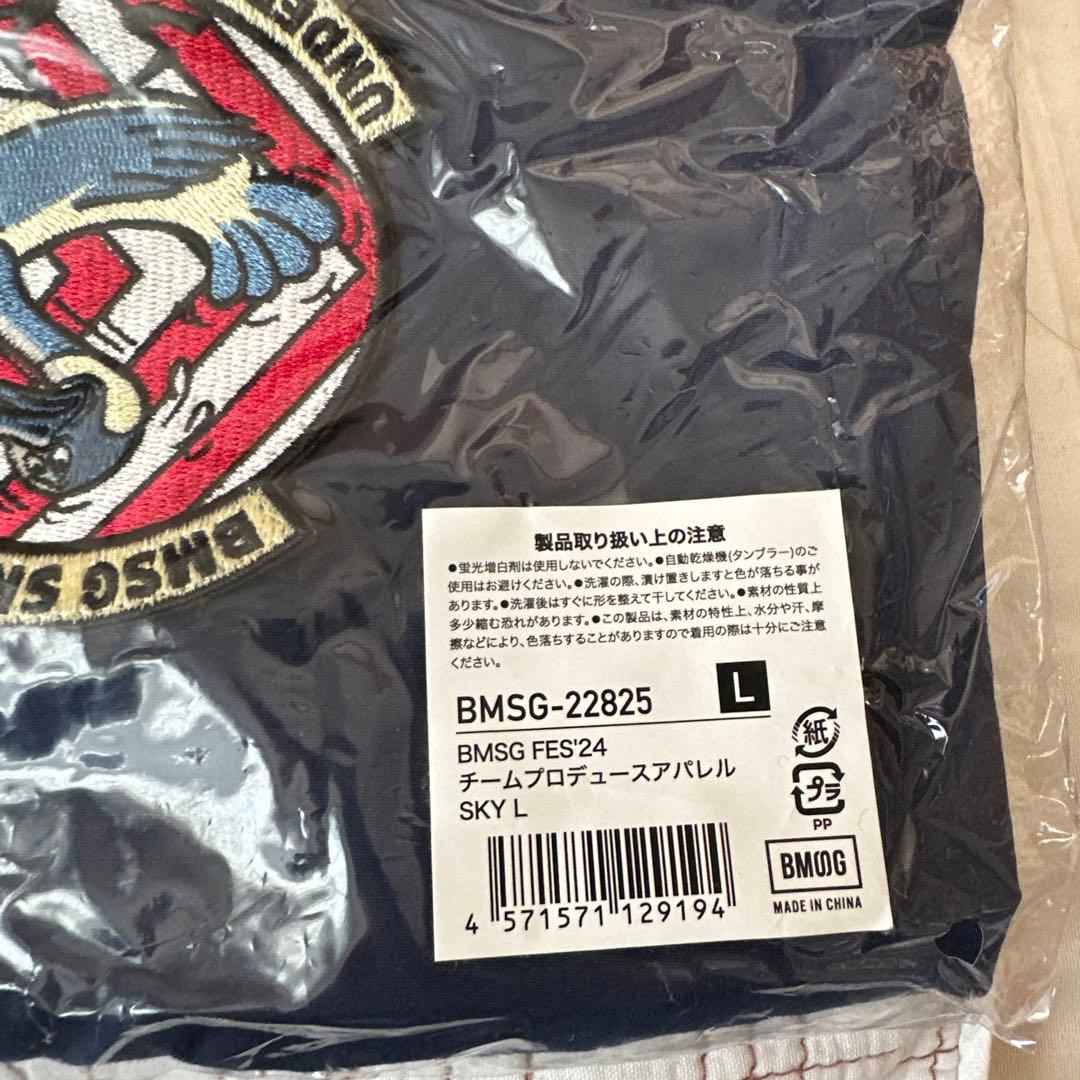 UNDE
BMSG S
製品取り扱い上の注意
●蛍光増白剤は使用しないでください。●自動乾燥機(タンブラー)のご
使用はお避けください。●洗濯の際、漬け置きしますと色が落ちる事が
あります。●洗濯後はすぐに形を整えて干してください。●素材の性質上
多少縮む恐れがあります。●この製品は、素材の特性上、水分や汗、摩
擦などにより、色落ちすることがありますので着用の際は十分にご注意
ください。
BMSG-22825 L
BMSG FES'24
チームプロデュースアパレル
SKY L
4 571571 129194
紙
プラ
PP
BMSG
MADE IN CHINA